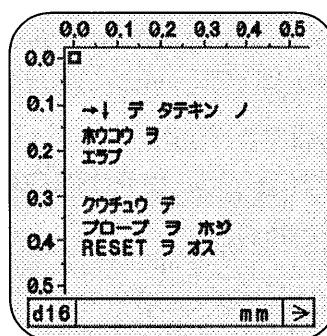 0.0 0.1 0.2 0.3 0.4 0.5
0.0
0.1
→↓ デ タテキン ノ
ホウコウ ヲ
0.2
エラブ
0.3
クウチュウ デ
プローブ ヲ ホジ
0.4
RESET ヲ オス
0.5
d16 mm >